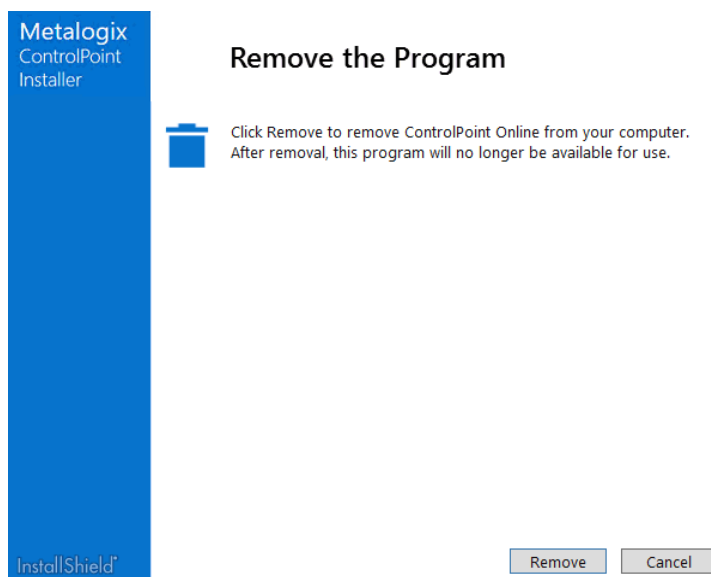 Metalogix
ControlPoint
Installer
Remove the Program
Click Remove to remove ControlPoint Online from your computer.
After removal, this program will no longer be available for use.
InstallShield®
Remove
Cancel